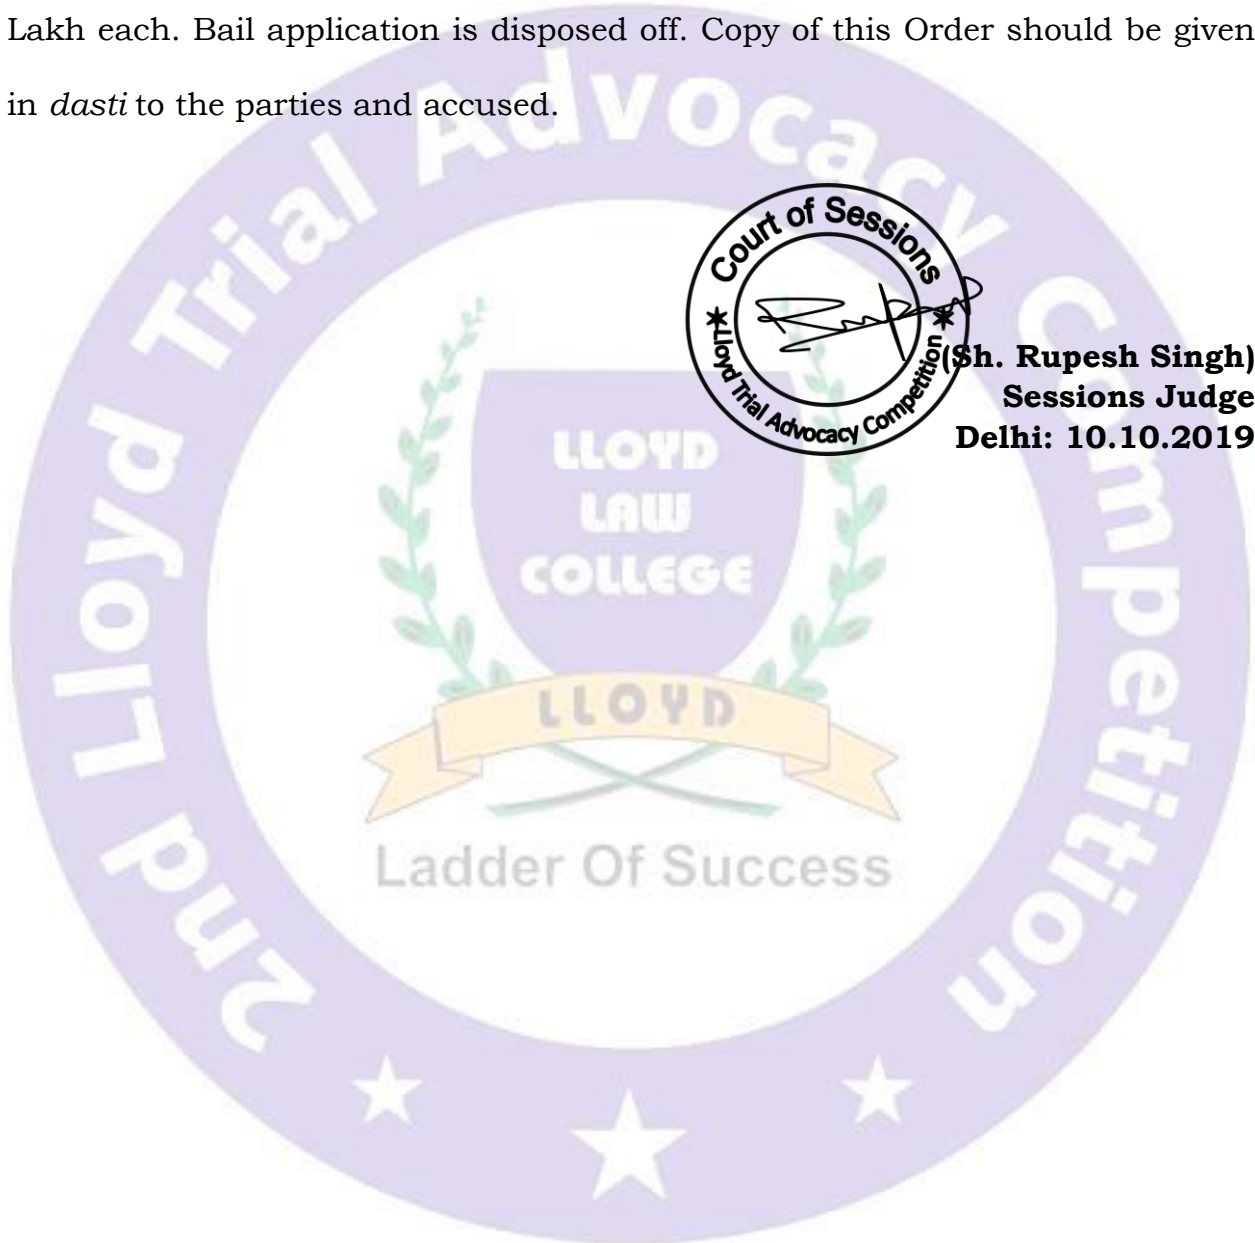 Lakh each. Bail application is disposed off. Copy of this Order should be given
in dasti to the parties and accused.
Court of Sessions
Lloyd Trial Advocacy Competition
(Sh. Rupesh Singh)
Sessions Judge
Delhi: 10.10.2019
2nd Lloyd Trial Advocacy Competition
LLOYD
LAW
COLLEGE
LLOYD
Ladder Of Success